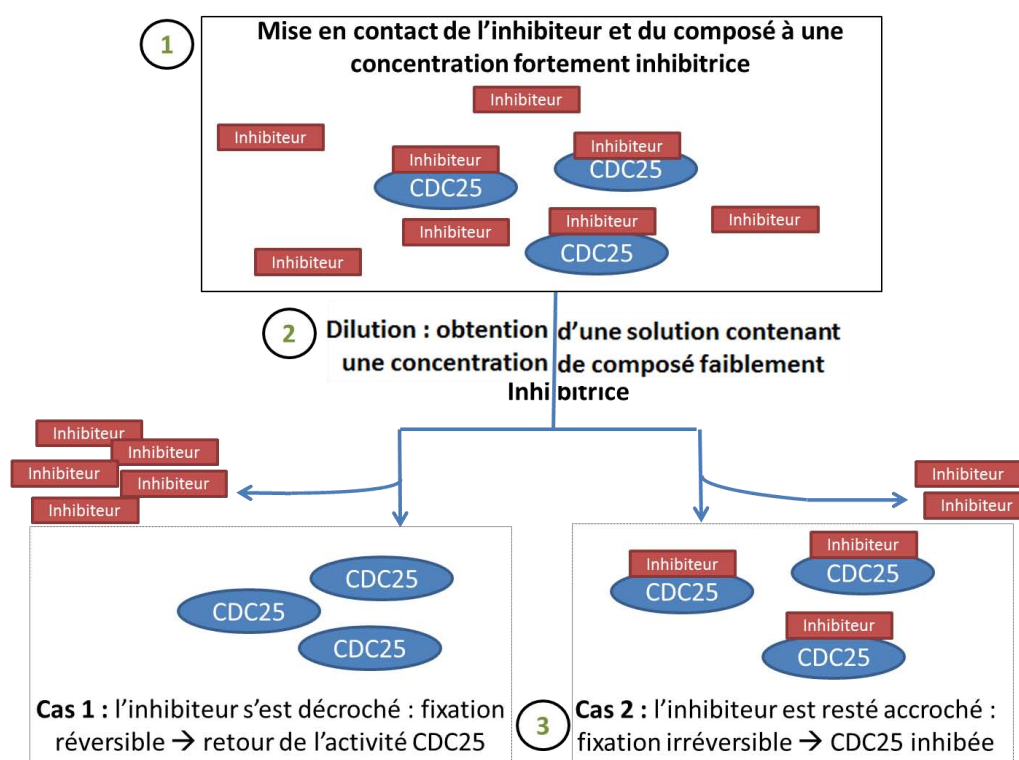 1
Mise en contact de l’inhibiteur et du composé à une
concentration fortement inhibitrice
Inhibiteur
Inhibiteur
Inhibiteur
CDC25
Inhibiteur
CDC25
Inhibiteur
Inhibiteur
CDC25
Inhibiteur
Inhibiteur
2
Dilution : obtention d’une solution contenant
une concentration de composé faiblement
Inhibitrice
Inhibiteur
Inhibiteur
Inhibiteur
Inhibiteur
Inhibiteur
Inhibiteur
Inhibiteur
CDC25
CDC25
CDC25
Inhibiteur
CDC25
Inhibiteur
CDC25
Inhibiteur
CDC25
Cas 1 : l’inhibiteur s’est décroché : fixation
réversible → retour de l’activité CDC25
3
Cas 2 : l’inhibiteur est resté accroché :
fixation irréversible → CDC25 inhibée